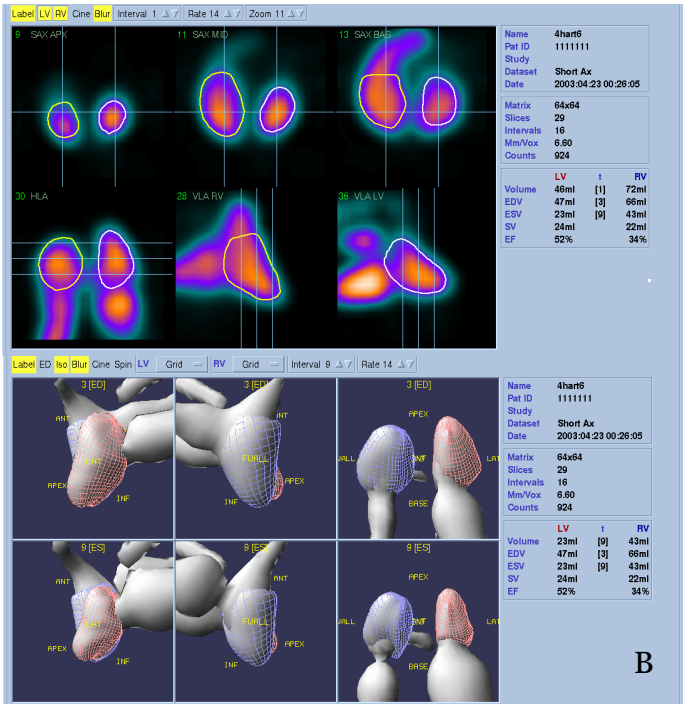 Label LV RV Cine Blur Interval 1 Rate 14 Zoom 11
9 SAX APX 11 SAX MID 13 SAX BAS
30 HLA 28 VLA RV 36 VLA LV
Name 4hart6
Pat ID 1111111
Study
Dataset Short Ax
Date 2003:04:23 00:26:05
Matrix 64x64
Slices 29
Intervals 16
Mm/Vox 6.60
Counts 924
LV t RV
Volume 46ml [1] 72ml
EDV 47ml [3] 66ml
ESV 23ml [9] 43ml
SV 24ml 22ml
EF 52% 34%
Label ED Iso Blur Cine Spin LV Grid RV Grid Interval 9 Rate 14
3 [ED] 3 [ED] 3 [ED]
ANT ANT APEX
LAT FWALL WALL LAT
APEX INF INF BASE
9 [ES] 9 [ES] 9 [ES]
ANT APEX
LAT FWALL WALL LAT
APEX INF APEX INF BASE
Name 4hart6
Pat ID 1111111
Study
Dataset Short Ax
Date 2003:04:23 00:26:05
Matrix 64x64
Slices 29
Intervals 16
Mm/Vox 6.60
Counts 924
LV t RV
Volume 23ml [9] 43ml
EDV 47ml [3] 66ml
ESV 23ml [9] 43ml
SV 24ml 22ml
EF 52% 34%
B